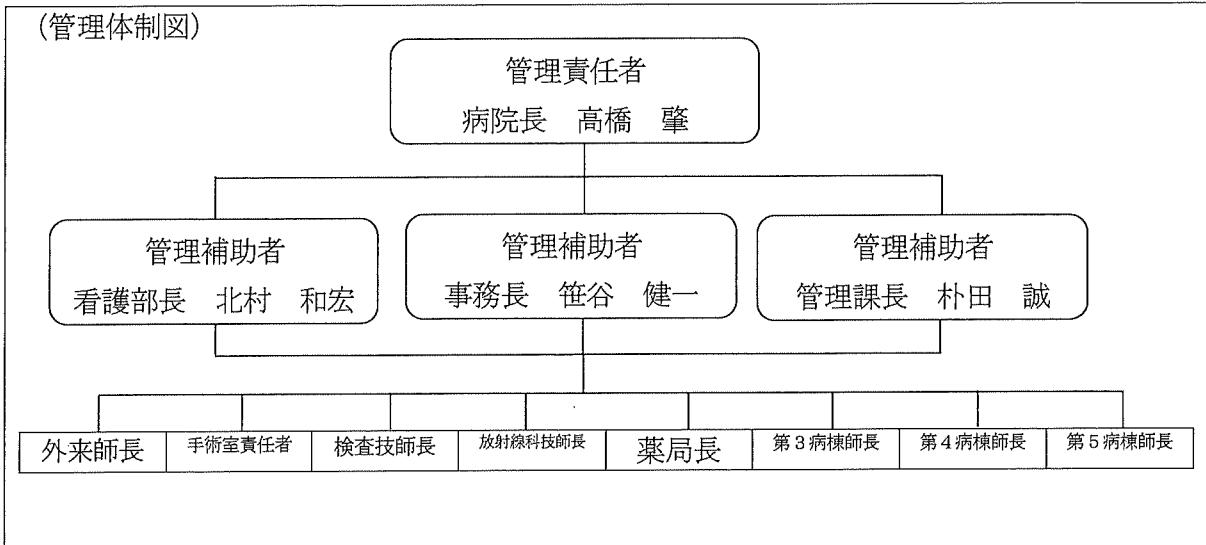 (管理体制図)
管理責任者
病院長 高橋 肇
管理補助者
看護部長 北村 和宏
管理補助者
事務長 笹谷 健一
管理補助者
管理課長 朴田 誠
外来師長
手術室責任者
検査技師長
放射線科技師長
薬局長
第3病棟師長
第4病棟師長
第5病棟師長